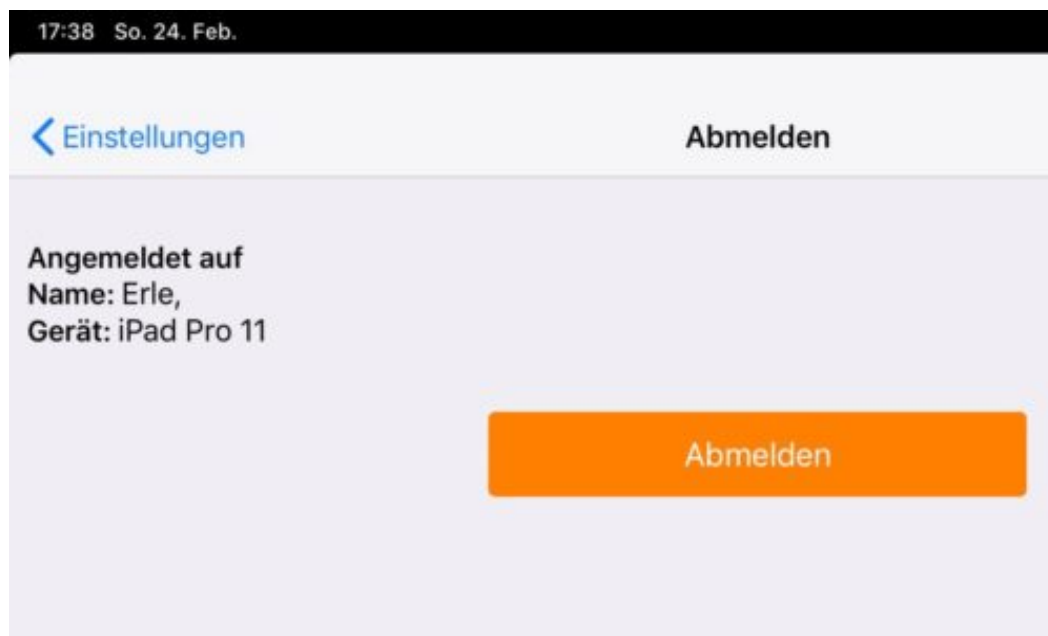 17:38 So. 24. Feb.
Einstellungen
Abmelden
Angemeldet auf
Name: Erle,
Gerät: iPad Pro 11
Abmelden